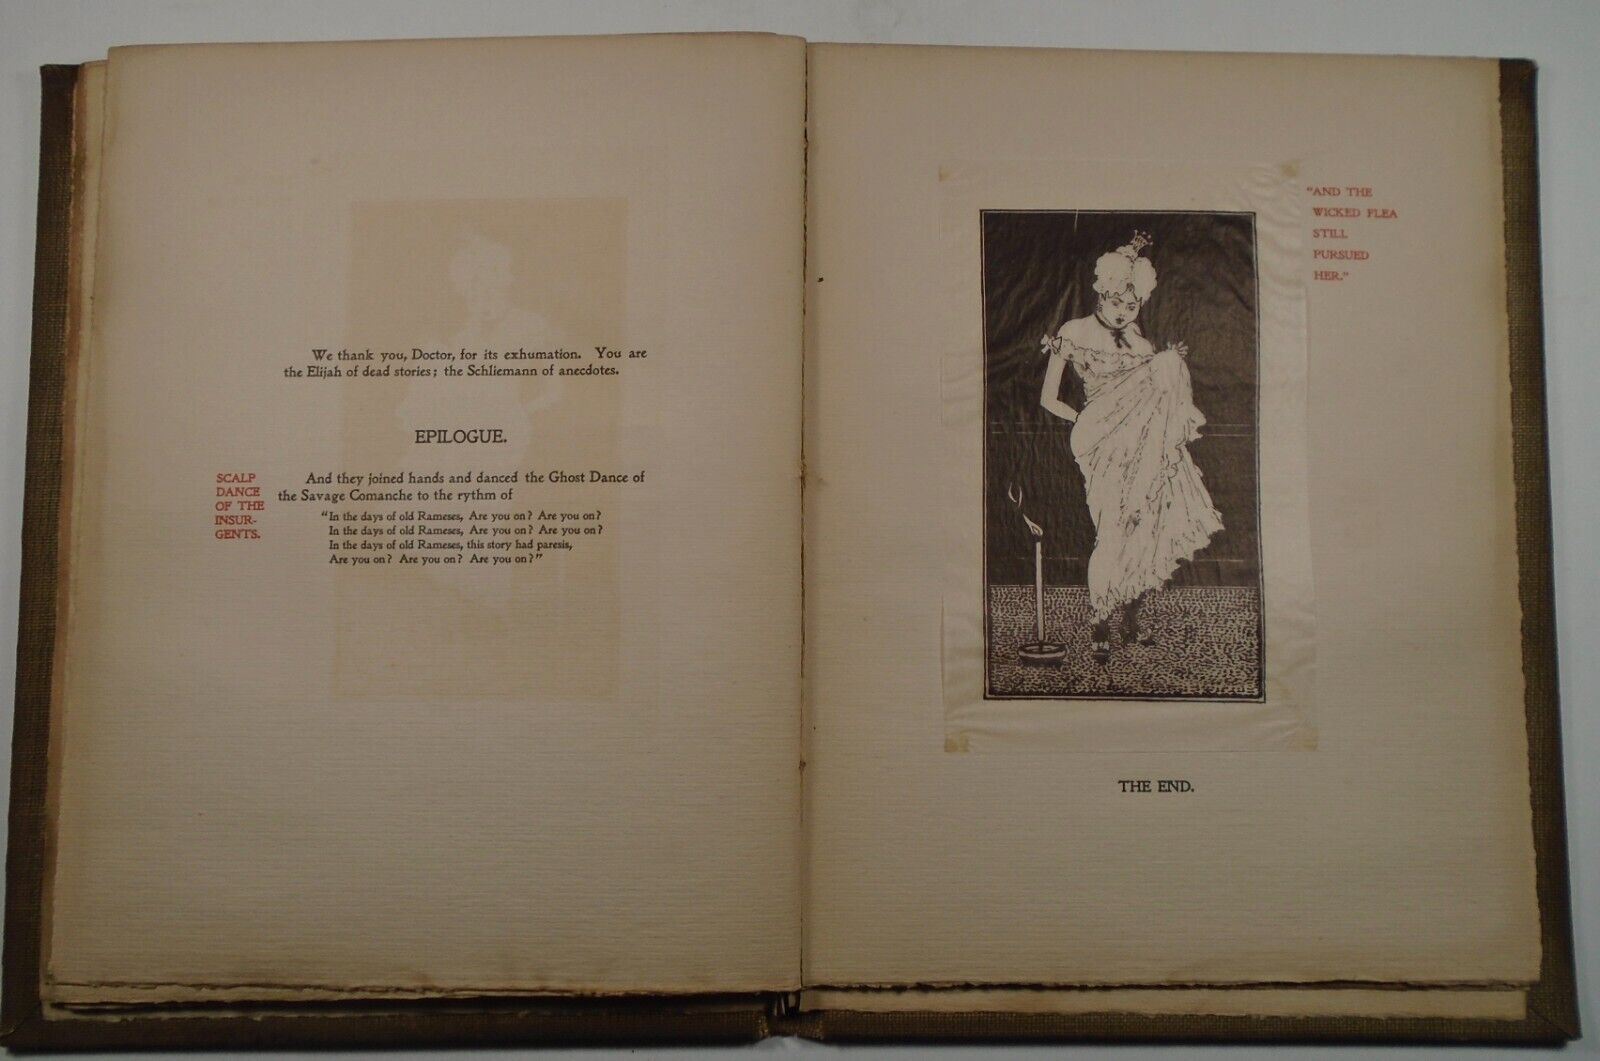 We thank you, Doctor, for its exhumation. You are
the Elijah of dead stories; the Schliemann of anecdotes.
EPILOGUE.
SCALP
DANCE
OF THE
INSUR-
GENTS.
And they joined hands and danced the Ghost Dance of
the Savage Comanche to the rythm of
"In the days of old Rameses, Are you on? Are you on?
In the days of old Rameses, Are you on? Are you on?
In the days of old Rameses, this story had paresis,
Are you on? Are you on? Are you on?"
"AND THE
WICKED FLEA
STILL
PURSUED
HER."
THE END.